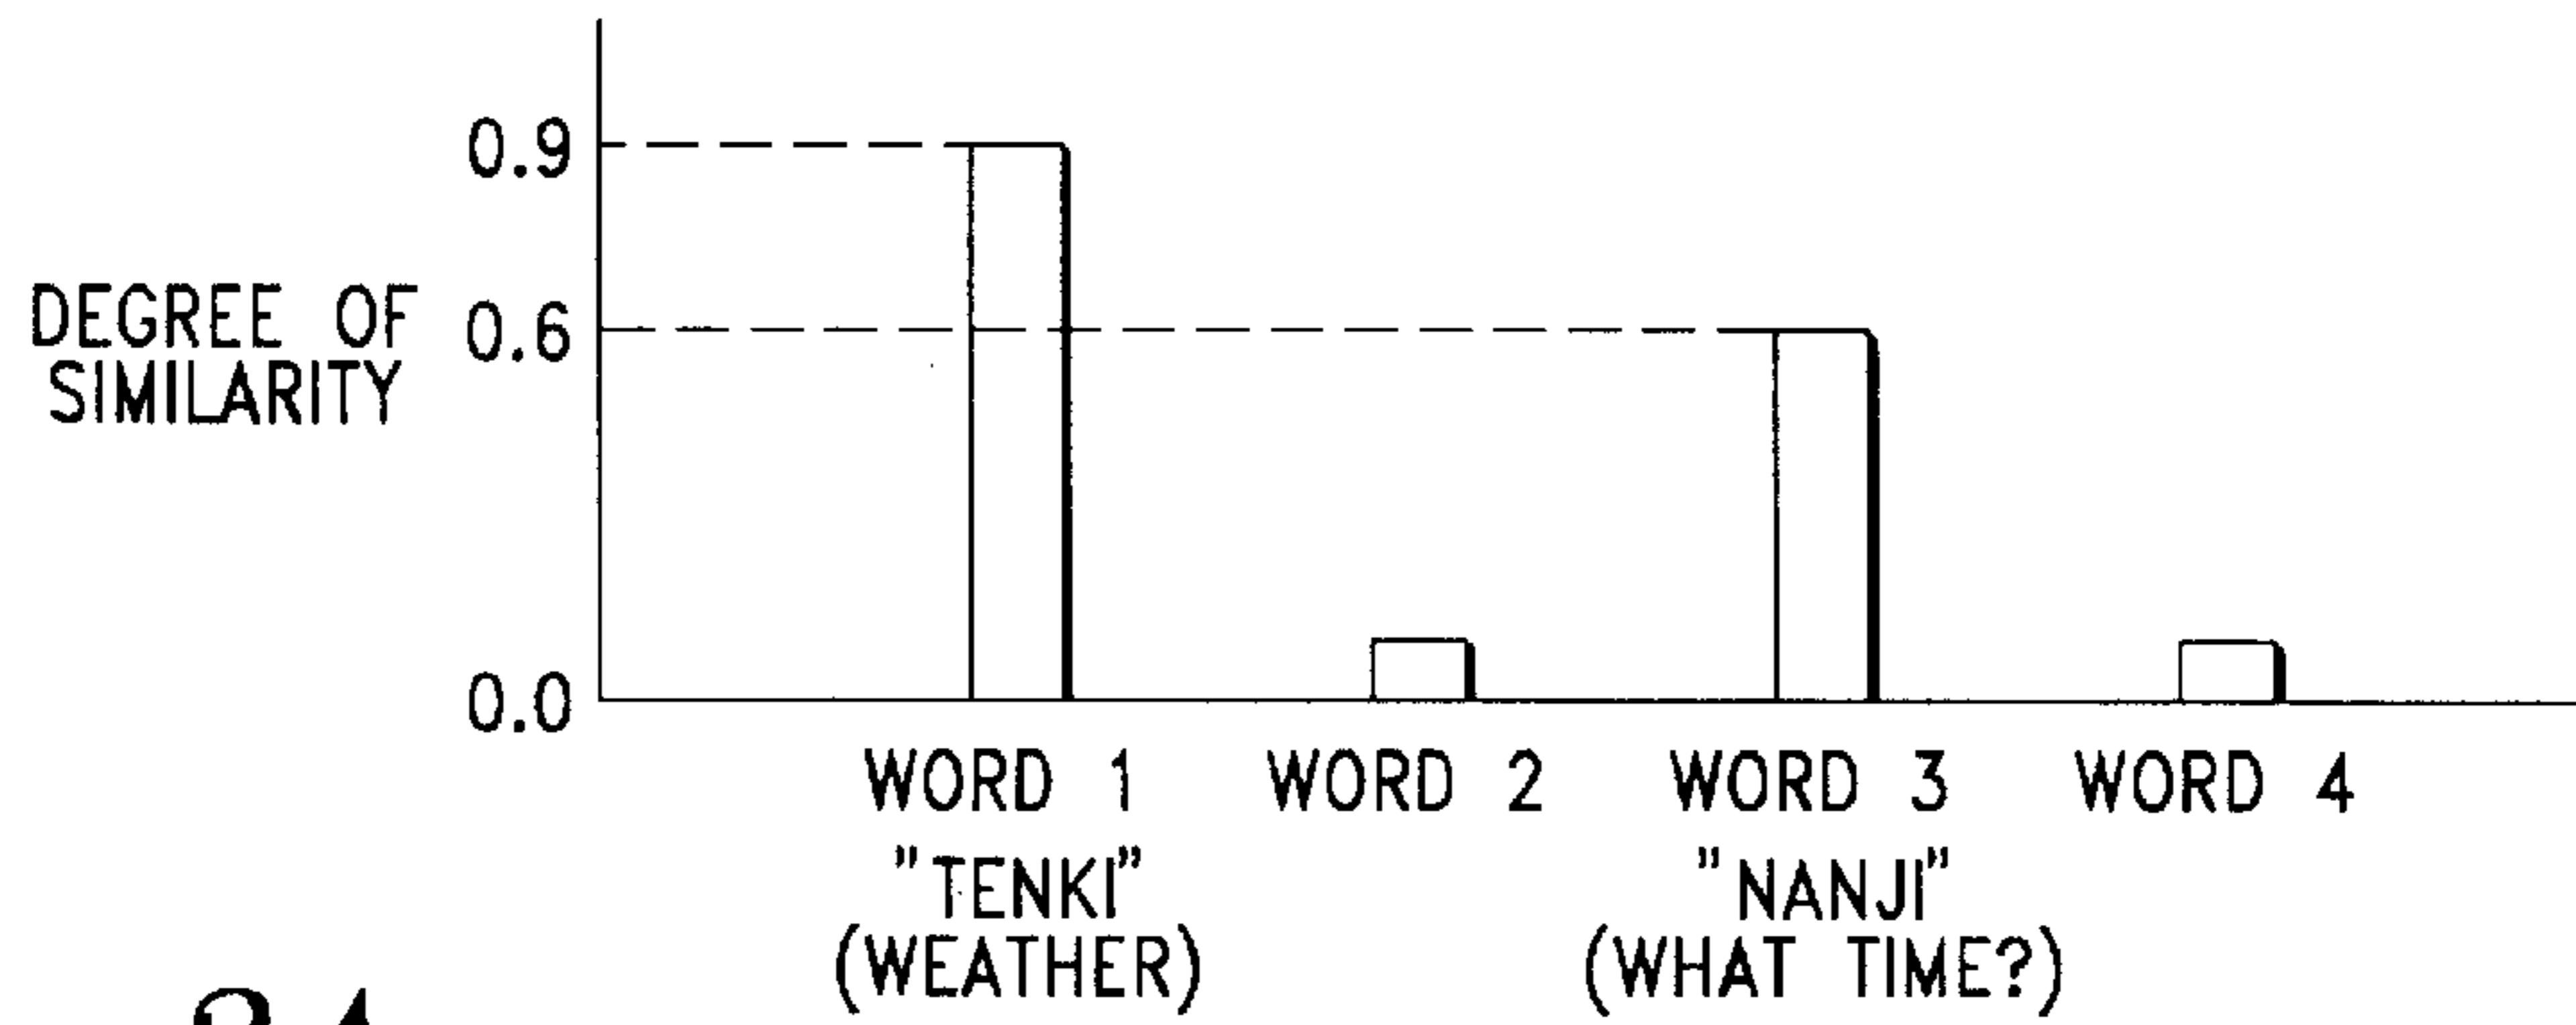 0.9
DEGREE OF
SIMILARITY
0.6
0.0
WORD 1 WORD 2 WORD 3 WORD 4
"TENKI" "NANJI"
(WEATHER) (WHAT TIME?)